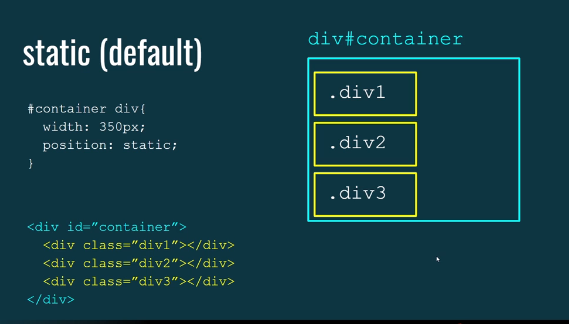 static (default)
#container div{
width: 350px;
position: static;
}
<div id=”container”>
<div class=”div1”></div>
<div class=”div2”></div>
<div class=”div3”></div>
</div>
div#container
.div1
.div2
.div3